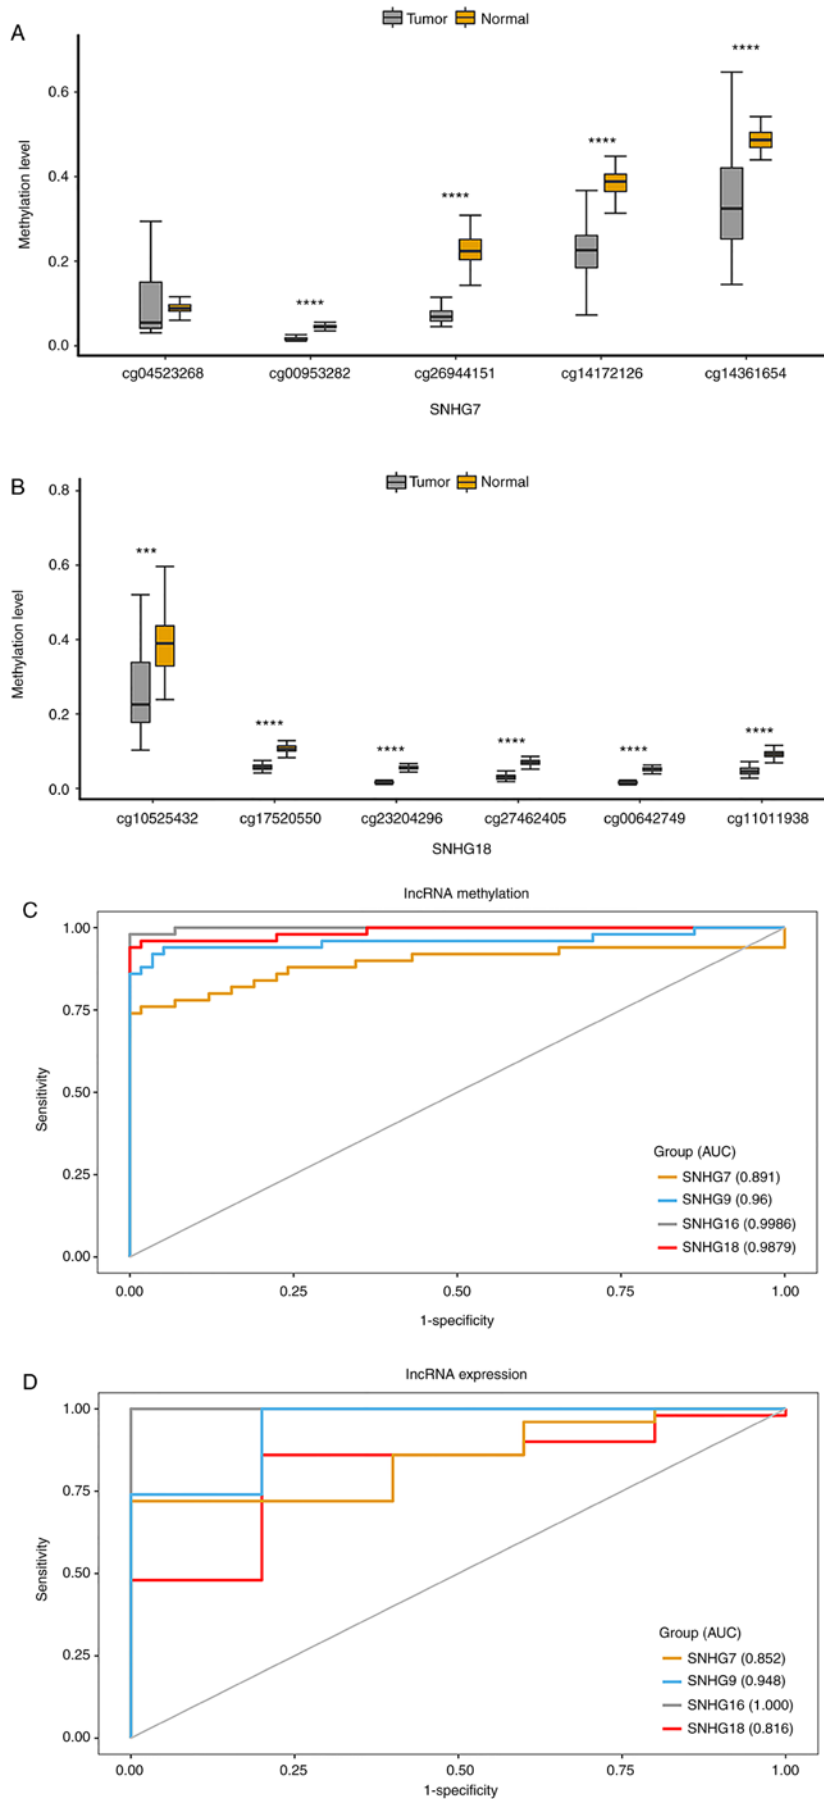 A
Tumor Normal
Methylation level
0.6
0.4
0.2
0.0
****
****
****
****
cg04523268 cg00953282 cg26944151 cg14172126 cg14361654
SNHG7
B
Tumor Normal
Methylation level
0.8
0.6
0.4
0.2
0.0
***
****
****
****
****
****
cg10525432 cg17520550 cg23204296 cg27462405 cg00642749 cg11011938
SNHG18
C
lncRNA methylation
Sensitivity
1.00
0.75
0.50
0.25
0.00
Group (AUC)
SNHG7 (0.891)
SNHG9 (0.96)
SNHG16 (0.9986)
SNHG18 (0.9879)
0.00 0.25 0.50 0.75 1.00
1-specificity
D
lncRNA expression
Sensitivity
1.00
0.75
0.50
0.25
0.00
Group (AUC)
SNHG7 (0.852)
SNHG9 (0.948)
SNHG16 (1.000)
SNHG18 (0.816)
0.00 0.25 0.50 0.75 1.00
1-specificity